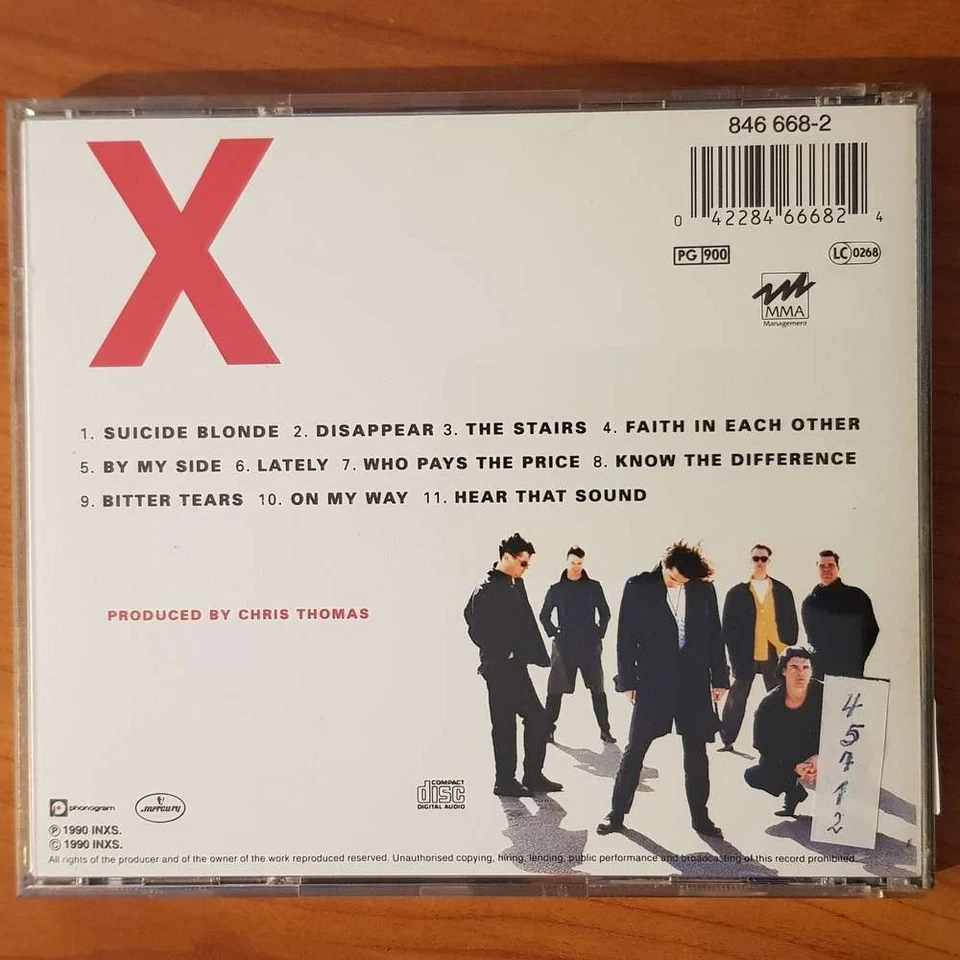 X
846 668-2
0 42284 66682 4
PG 900
LC 0268
MMA
Management
1. SUICIDE BLONDE 2. DISAPPEAR 3. THE STAIRS 4. FAITH IN EACH OTHER
5. BY MY SIDE 6. LATELY 7. WHO PAYS THE PRICE 8. KNOW THE DIFFERENCE
9. BITTER TEARS 10. ON MY WAY 11. HEAR THAT SOUND
PRODUCED BY CHRIS THOMAS
4
5
7
1
2
phonogram
mercury
COMPACT
disc
DIGITAL AUDIO
℗ 1990 INXS.
© 1990 INXS.
All rights of the producer and of the owner of the work reproduced reserved. Unauthorised copying, hiring, lending, public performance and broadcasting of this record prohibited.